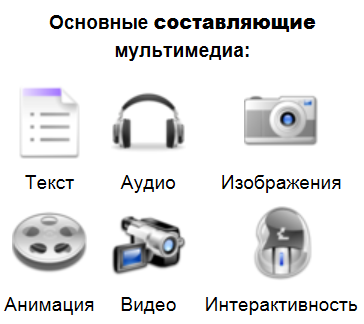 Основные составляющие
мультимедиа:
Текст Аудио Изображения
Анимация Видео Интерактивность